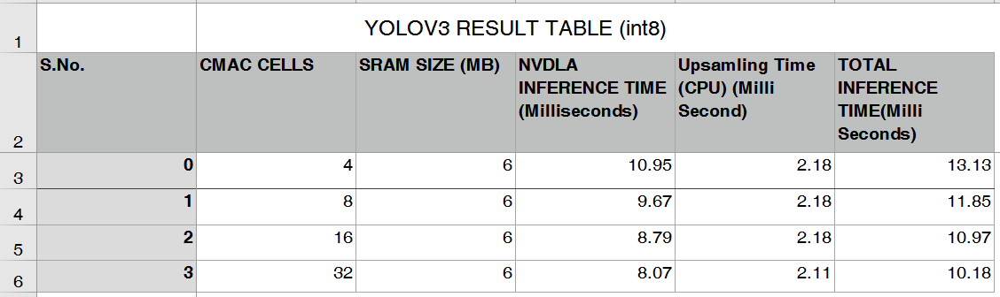 1 YOLOV3 RESULT TABLE (int8)
2 S.No. CMAC CELLS SRAM SIZE (MB) NVDLA INFERENCE TIME (Milliseconds) Upsamling Time (CPU) (Milli Second) TOTAL INFERENCE TIME(Milli Seconds)
3 0 4 6 10.95 2.18 13.13
4 1 8 6 9.67 2.18 11.85
5 2 16 6 8.79 2.18 10.97
6 3 32 6 8.07 2.11 10.18